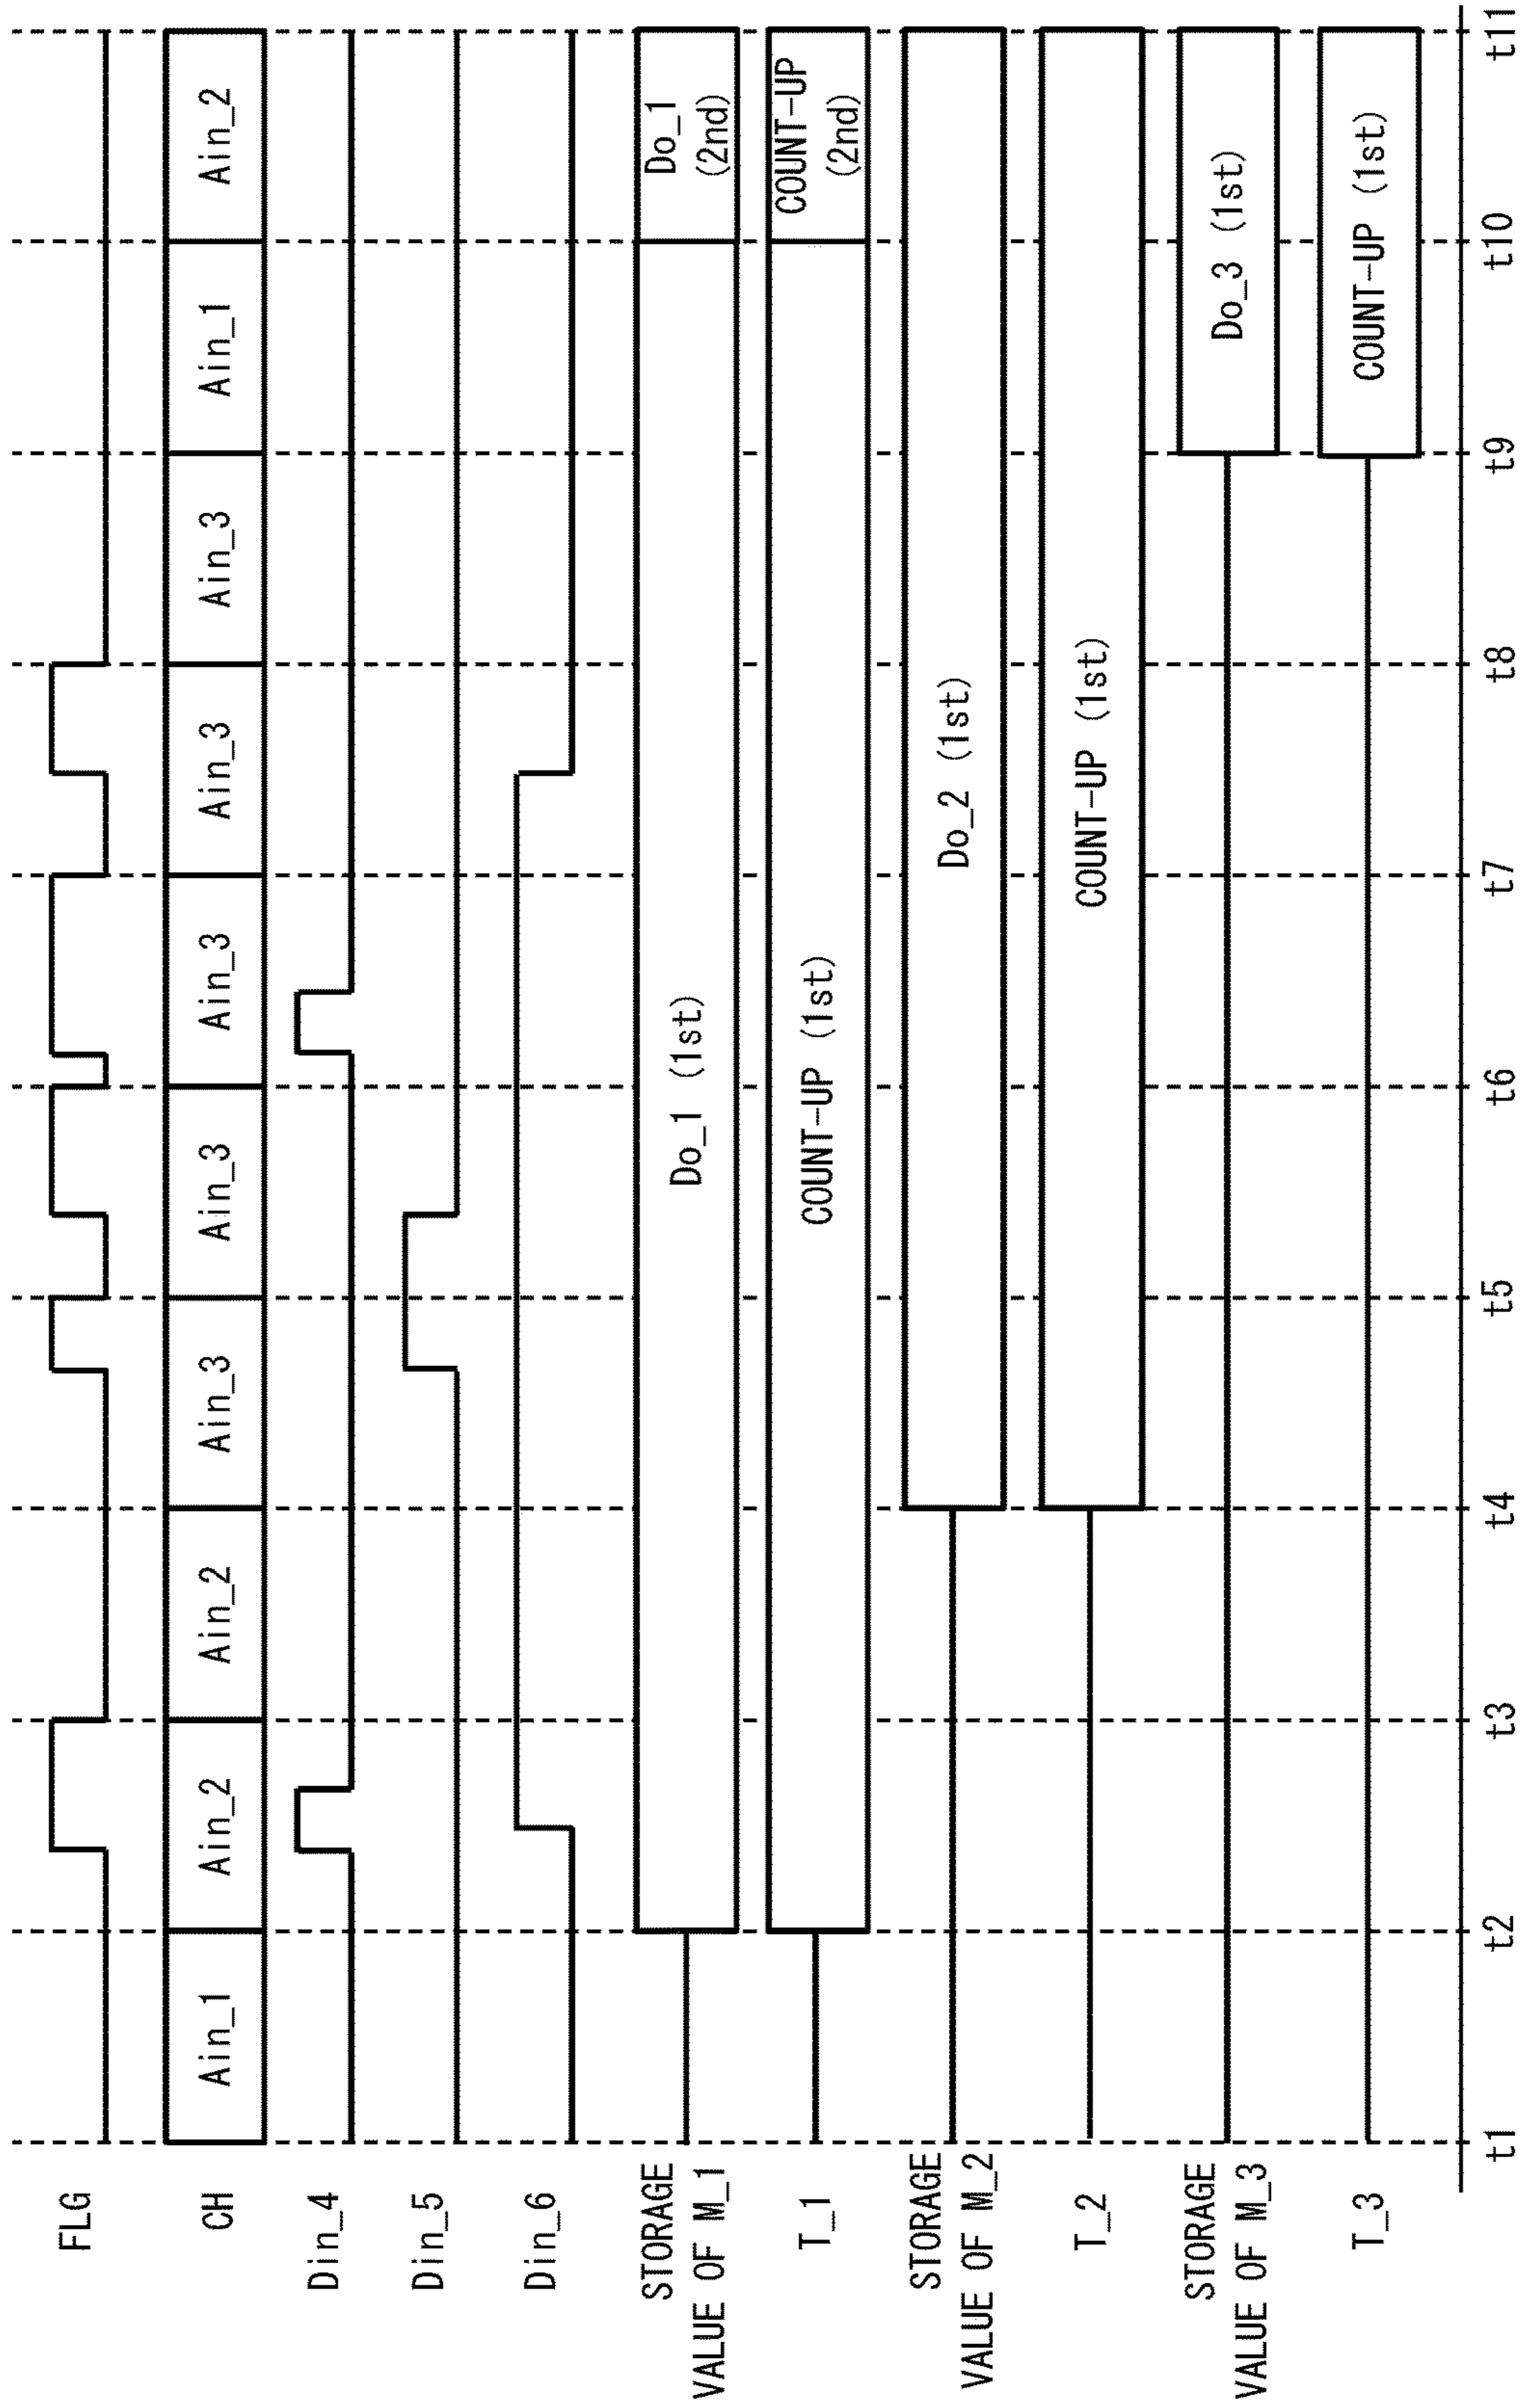 FLG
CH
Ain_1
Ain_2
Ain_2
Ain_3
Ain_3
Ain_3
Ain_3
Ain_3
Ain_1
Ain_2
Din_4
Din_5
Din_6
STORAGE
VALUE OF M_1
Do_1 (1st)
Do_1
(2nd)
T_1
COUNT-UP (1st)
COUNT-UP
(2nd)
STORAGE
VALUE OF M_2
Do_2 (1st)
T_2
COUNT-UP (1st)
STORAGE
VALUE OF M_3
Do_3 (1st)
T_3
COUNT-UP (1st)
t1 t2 t3 t4 t5 t6 t7 t8 t9 t10 t11